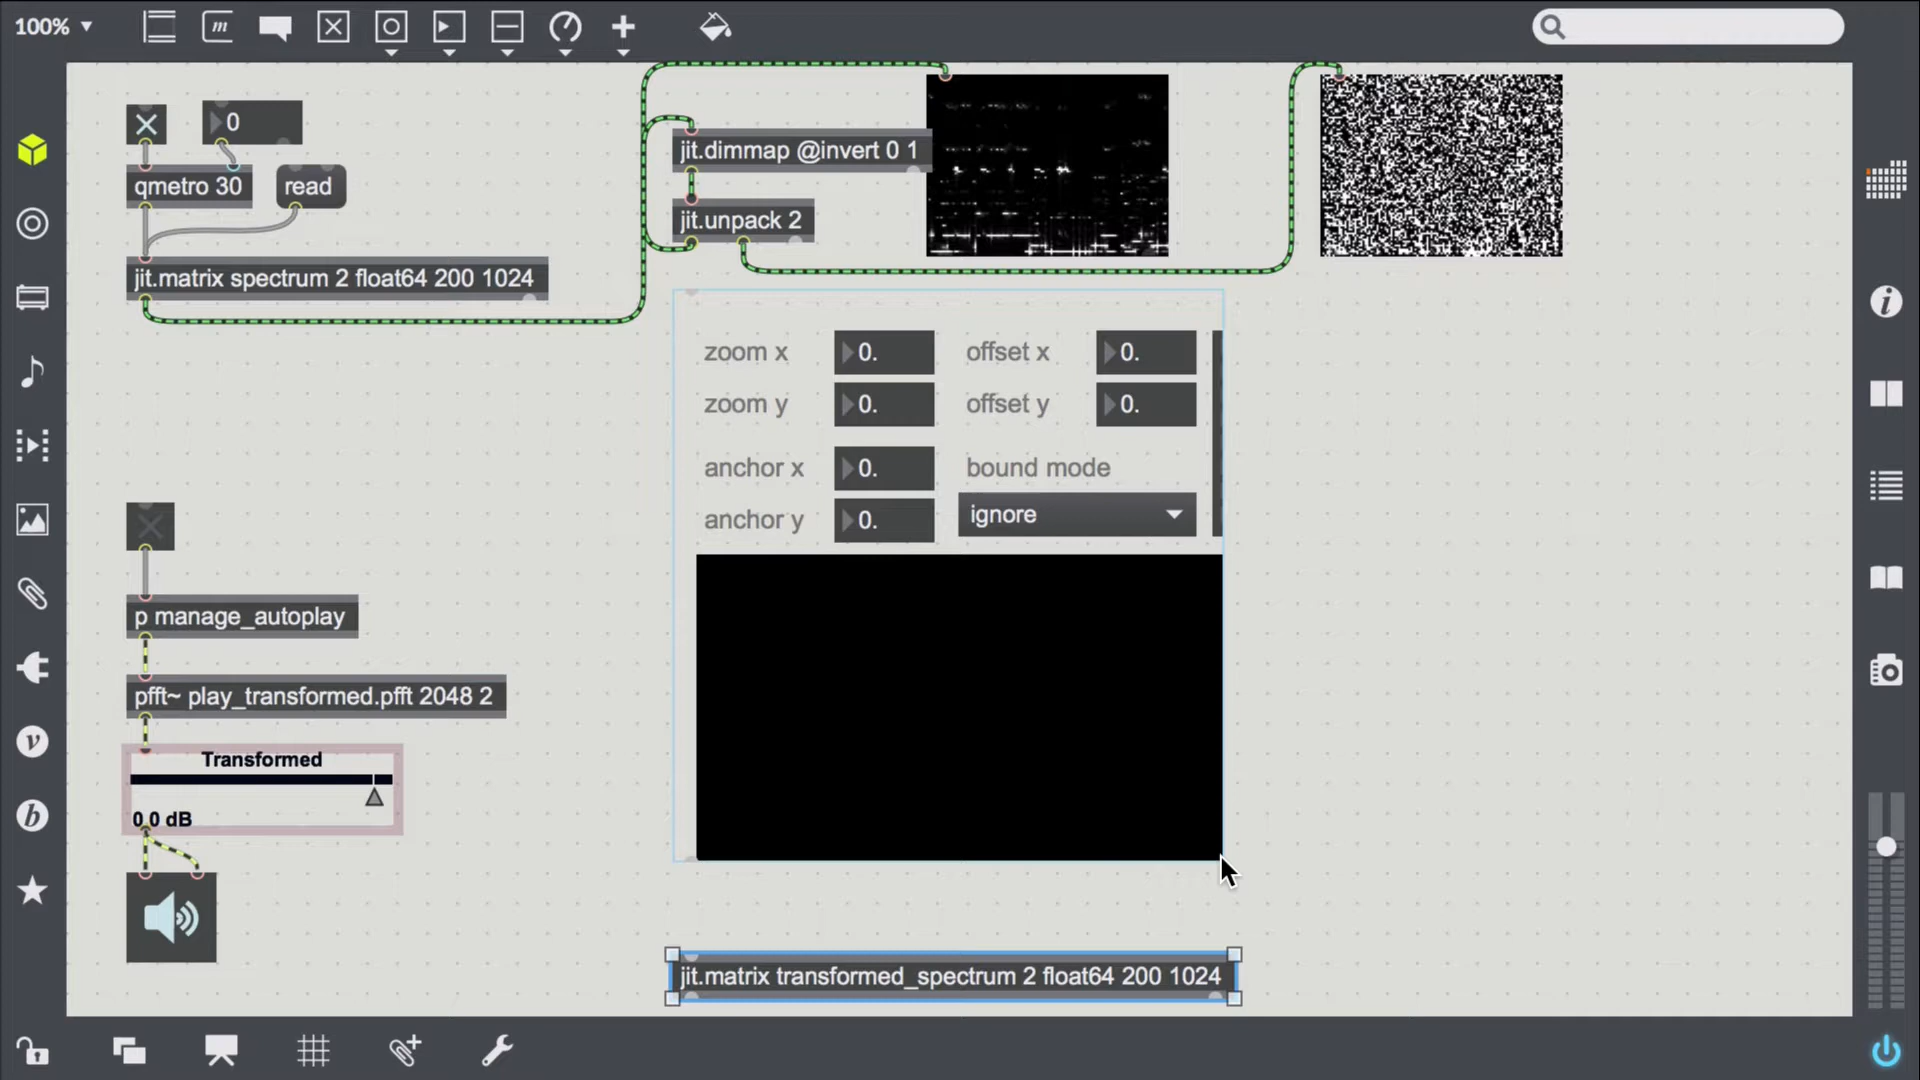 100%
0
jit.dimmap @invert 0 1
qmetro 30
read
jit.unpack 2
jit.matrix spectrum 2 float64 200 1024
zoom x
0.
offset x
0.
zoom y
0.
offset y
0.
anchor x
0.
bound mode
anchor y
0.
ignore
p manage_autoplay
pfft~ play_transformed.pfft 2048 2
Transformed
0.0 dB
jit.matrix transformed_spectrum 2 float64 200 1024